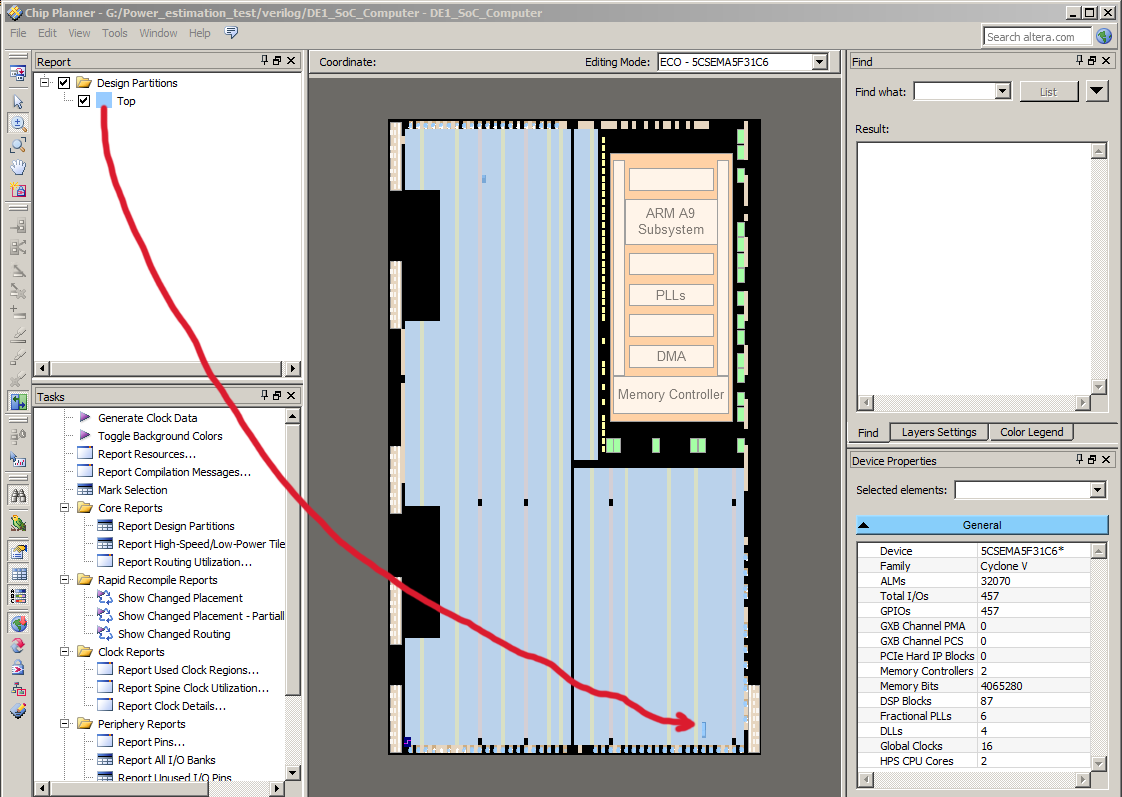 Chip Planner - G:/Power_estimation_test/verilog/DE1_SoC_Computer - DE1_SoC_Computer
File Edit View Tools Window Help
Search altera.com
Report
Design Partitions
Top
Tasks
Generate Clock Data
Toggle Background Colors
Report Resources...
Report Compilation Messages...
Mark Selection
Core Reports
Report Design Partitions
Report High-Speed/Low-Power Tile
Report Routing Utilization...
Rapid Recompile Reports
Show Changed Placement
Show Changed Placement - Partiall
Show Changed Routing
Clock Reports
Report Used Clock Regions...
Report Spine Clock Utilization...
Report Clock Details...
Periphery Reports
Report Pins...
Report All I/O Banks
Report Unused I/O Pins
Coordinate:
Editing Mode: ECO - 5CSEMA5F31C6
ARM A9
Subsystem
PLLs
DMA
Memory Controller
Find
Find what:
List
Result:
Find Layers Settings Color Legend
Device Properties
Selected elements:
General
Device 5CSEMA5F31C6*
Family Cyclone V
ALMs 32070
Total I/Os 457
GPIOs 457
GXB Channel PMA 0
GXB Channel PCS 0
PCIe Hard IP Blocks 0
Memory Controllers 2
Memory Bits 4065280
DSP Blocks 87
Fractional PLLs 6
DLLs 4
Global Clocks 16
HPS CPU Cores 2